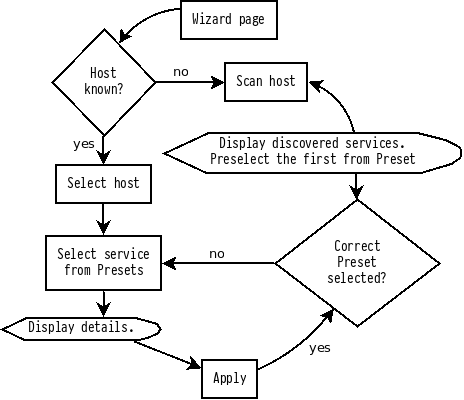 Wizard page
Host
known?
no
Scan host
yes
Display discovered services.
Preselect the first from Preset
Select host
Select service
from Presets
no
Correct
Preset
selected?
Display details.
yes
Apply